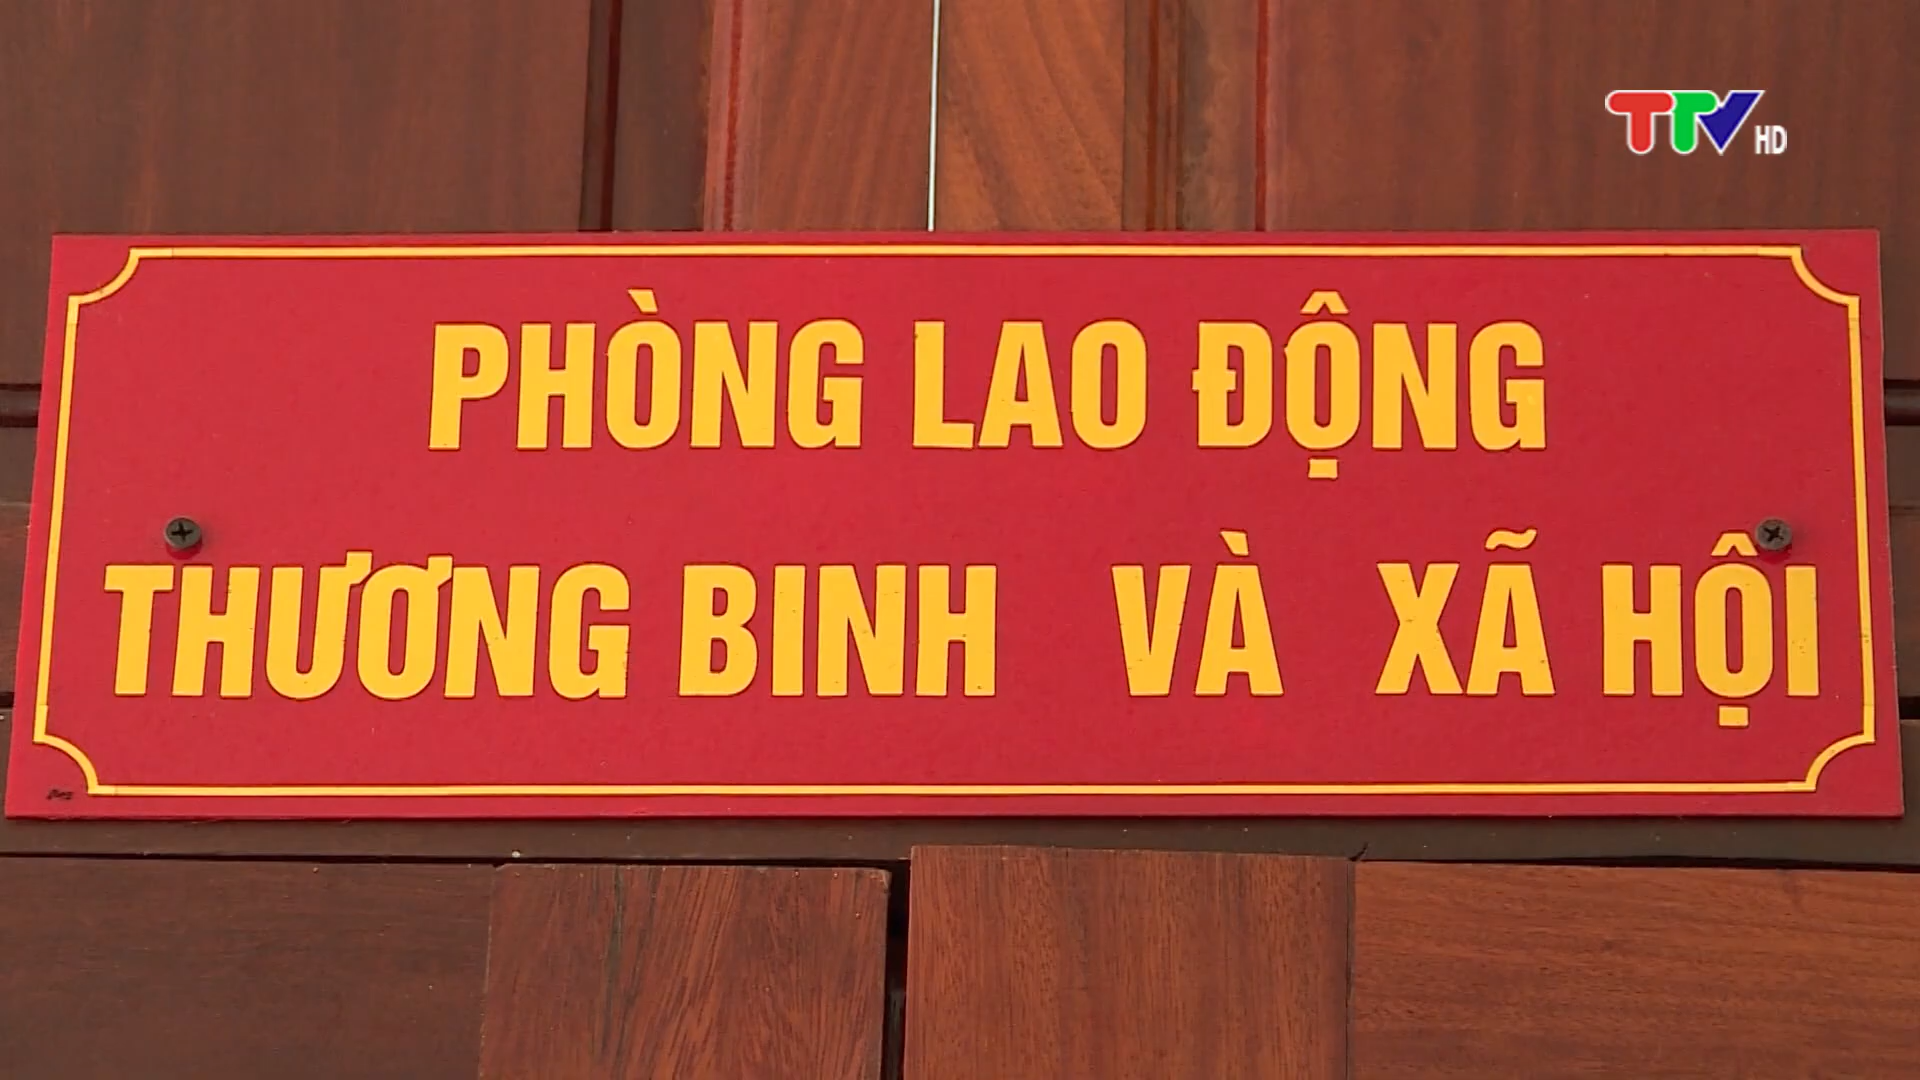 TTV HD
PHÒNG LAO ĐỘNG
THƯƠNG BINH VÀ XÃ HỘI